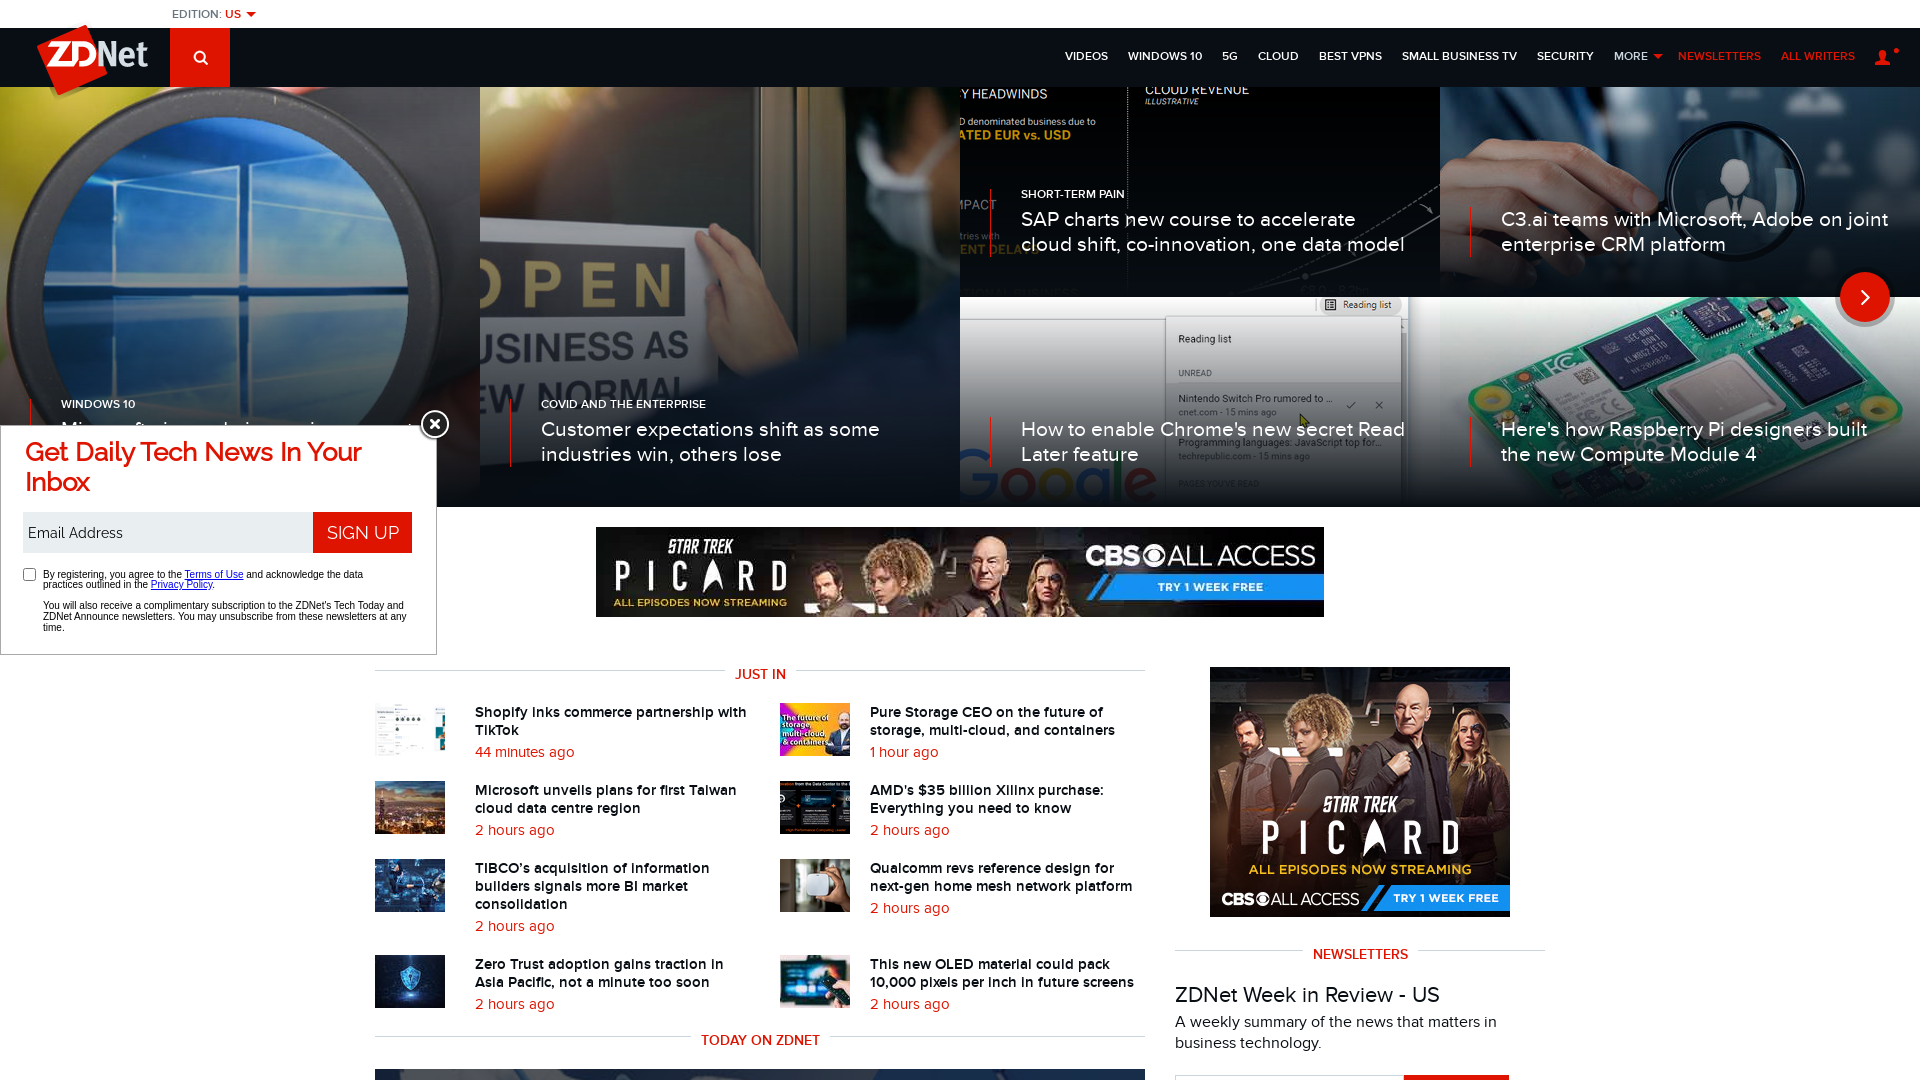 EDITION: US
ZDNet
VIDEOS WINDOWS 10 5G CLOUD BEST VPNS SMALL BUSINESS TV SECURITY MORE NEWSLETTERS ALL WRITERS
OPEN
BUSINESS AS
NEW NORMAL
Y HEADWINDS
CLOUD REVENUE
ILLUSTRATIVE
D denominated business due to
ATED EUR vs. USD
SHORT-TERM PAIN
SAP charts new course to accelerate
cloud shift, co-innovation, one data model
C3.ai teams with Microsoft, Adobe on joint
enterprise CRM platform
Reading list
Reading list
UNREAD
Nintendo Switch Pro rumored to ...
cnet.com - 15 mins ago
Programming languages: JavaScript top for...
techrepublic.com - 15 mins ago
PAGES YOU'VE READ
Google
WINDOWS 10
COVID AND THE ENTERPRISE
Customer expectations shift as some
industries win, others lose
How to enable Chrome's new secret Read
Later feature
Here's how Raspberry Pi designers built
the new Compute Module 4
Get Daily Tech News In Your
Inbox
Email Address
SIGN UP
By registering, you agree to the Terms of Use and acknowledge the data
practices outlined in the Privacy Policy.
You will also receive a complimentary subscription to the ZDNet's Tech Today and
ZDNet Announce newsletters. You may unsubscribe from these newsletters at any
time.
STAR TREK
PICARD
ALL EPISODES NOW STREAMING
CBS ALL ACCESS
TRY 1 WEEK FREE
JUST IN
Shopify inks commerce partnership with
TikTok
44 minutes ago
The future of
storage,
multi-cloud,
& containers
Pure Storage CEO on the future of
storage, multi-cloud, and containers
1 hour ago
Microsoft unveils plans for first Taiwan
cloud data centre region
2 hours ago
AMD's $35 billion Xilinx purchase:
Everything you need to know
2 hours ago
TIBCO’s acquisition of information
builders signals more BI market
consolidation
2 hours ago
Qualcomm revs reference design for
next-gen home mesh network platform
2 hours ago
Zero Trust adoption gains traction in
Asia Pacific, not a minute too soon
2 hours ago
This new OLED material could pack
10,000 pixels per inch in future screens
2 hours ago
TODAY ON ZDNET
STAR TREK
PICARD
ALL EPISODES NOW STREAMING
CBS ALL ACCESS
TRY 1 WEEK FREE
NEWSLETTERS
ZDNet Week in Review - US
A weekly summary of the news that matters in
business technology.